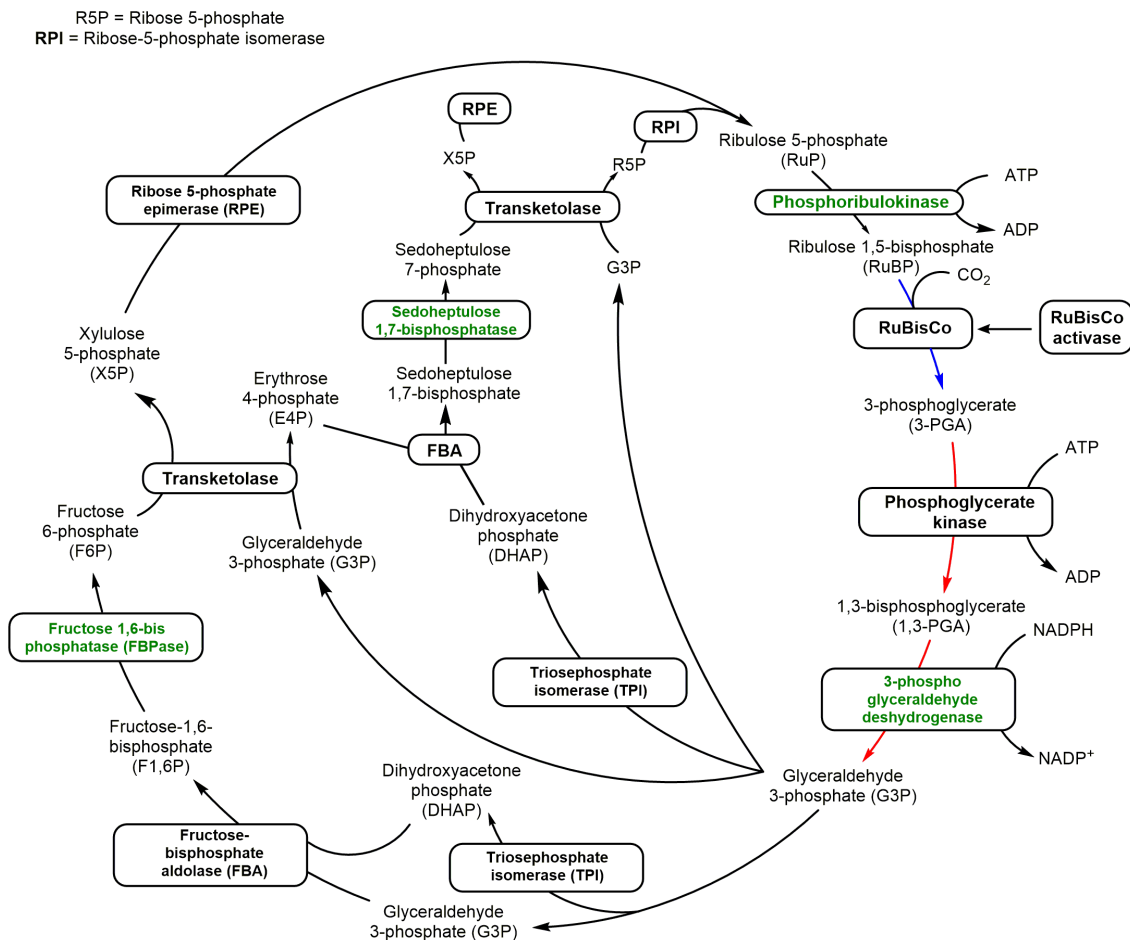 R5P = Ribose 5-phosphate
RPI = Ribose-5-phosphate isomerase
RPE
RPI
X5P
R5P
Ribulose 5-phosphate
(RuP)
ATP
Ribose 5-phosphate
epimerase (RPE)
Transketolase
Phosphoribulokinase
ADP
Sedoheptulose
7-phosphate
G3P
Ribulose 1,5-bisphosphate
(RuBP)
CO2
Sedoheptulose
1,7-bisphosphatase
RuBisCo
RuBisCo
activase
Xylulose
5-phosphate
(X5P)
Erythrose
4-phosphate
(E4P)
Sedoheptulose
1,7-bisphosphate
3-phosphoglycerate
(3-PGA)
FBA
ATP
Transketolase
Phosphoglycerate
kinase
Fructose
6-phosphate
(F6P)
Glyceraldehyde
3-phosphate (G3P)
Dihydroxyacetone
phosphate
(DHAP)
ADP
1,3-bisphosphoglycerate
(1,3-PGA)
NADPH
Fructose 1,6-bis
phosphatase (FBPase)
Triosephosphate
isomerase (TPI)
3-phospho
glyceraldehyde
deshydrogenase
Fructose-1,6-
bisphosphate
(F1,6P)
NADP+
Dihydroxyacetone
phosphate
(DHAP)
Glyceraldehyde
3-phosphate (G3P)
Fructose-
bisphosphate
aldolase (FBA)
Triosephosphate
isomerase (TPI)
Glyceraldehyde
3-phosphate (G3P)